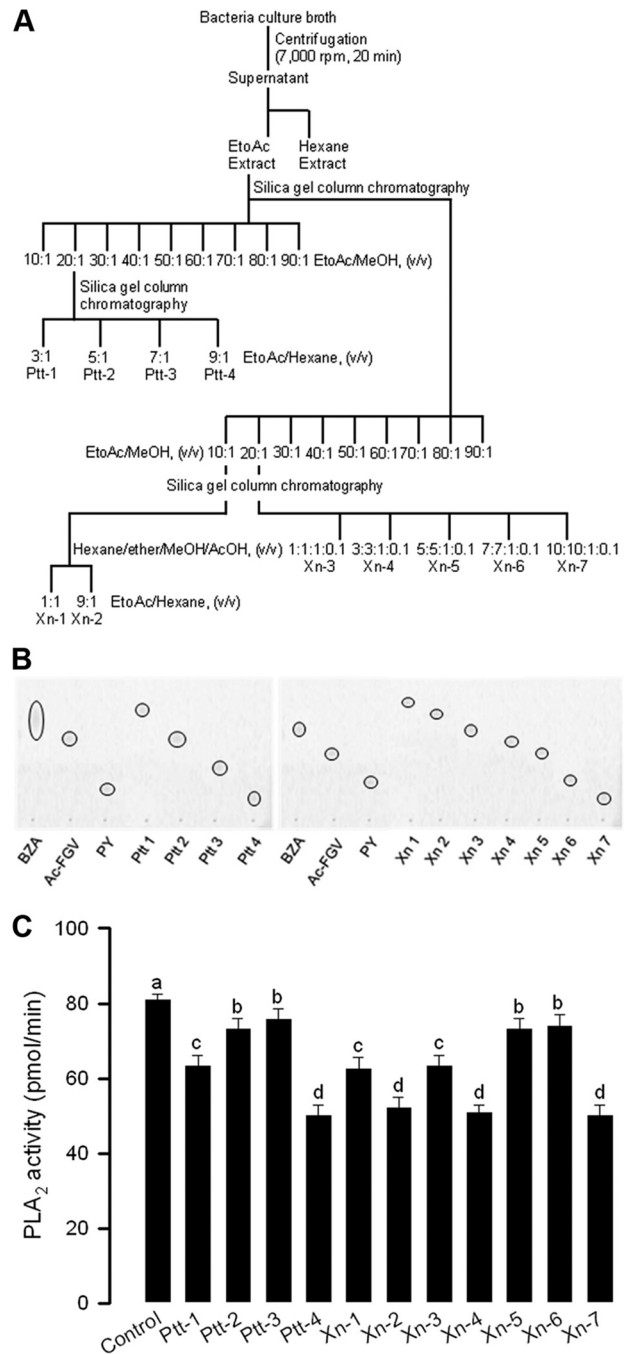 A
Bacteria culture broth
Centrifugation
(7,000 rpm, 20 min)
Supernatant
EtoAc
Extract
Hexane
Extract
Silica gel column chromatography
10:1 20:1 30:1 40:1 50:1 60:1 70:1 80:1 90:1 EtoAc/MeOH, (v/v)
Silica gel column
chromatography
3:1 5:1 7:1 9:1 EtoAc/Hexane, (v/v)
Ptt-1 Ptt-2 Ptt-3 Ptt-4
EtoAc/MeOH, (v/v) 10:1 20:1 30:1 40:1 50:1 60:1 70:1 80:1 90:1
Silica gel column chromatography
Hexane/ether/MeOH/AcOH, (v/v) 1:1:1:0.1 3:3:1:0.1 5:5:1:0.1 7:7:1:0.1 10:10:1:0.1
Xn-3 Xn-4 Xn-5 Xn-6 Xn-7
1:1 9:1 EtoAc/Hexane, (v/v)
Xn-1 Xn-2
B
BZA Ac-FGV PY Ptt 1 Ptt 2 Ptt 3 Ptt 4 BZA Ac-FGV PY Xn 1 Xn 2 Xn 3 Xn 4 Xn 5 Xn 6 Xn 7
C
PLA2 activity (pmol/min)
100
80
60
40
20
0
a c b b d c d c d b b d
Control Ptt-1 Ptt-2 Ptt-3 Ptt-4 Xn-1 Xn-2 Xn-3 Xn-4 Xn-5 Xn-6 Xn-7